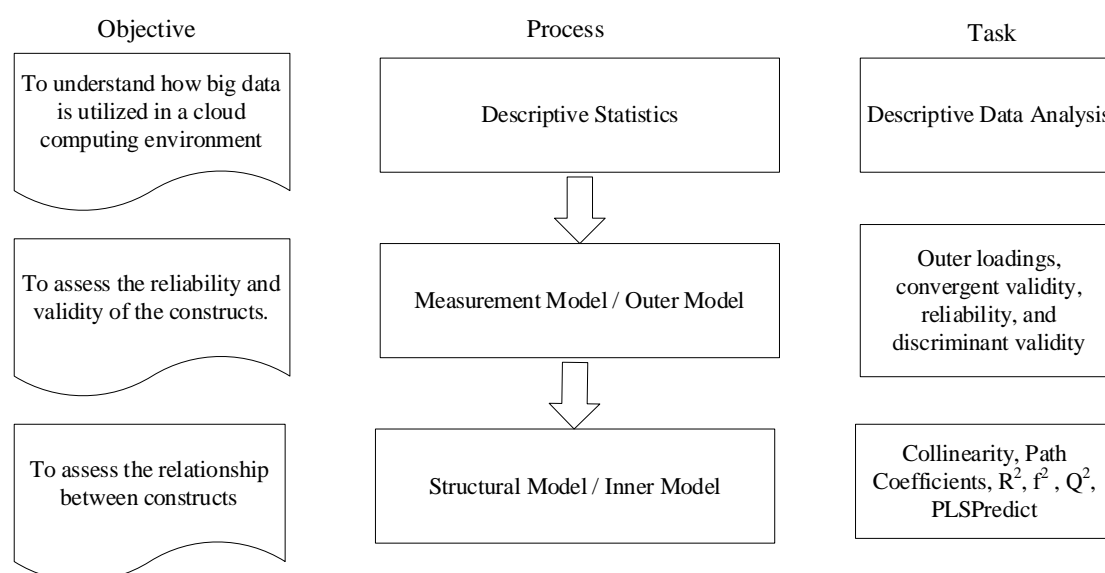 Objective
Process
Task
To understand how big data
is utilized in a cloud
computing environment
Descriptive Statistics
Descriptive Data Analysis
To assess the reliability and
validity of the constructs.
Measurement Model / Outer Model
Outer loadings,
convergent validity,
reliability, and
discriminant validity
To assess the relationship
between constructs
Structural Model / Inner Model
Collinearity, Path
Coefficients, R², f² , Q²,
PLSPredict